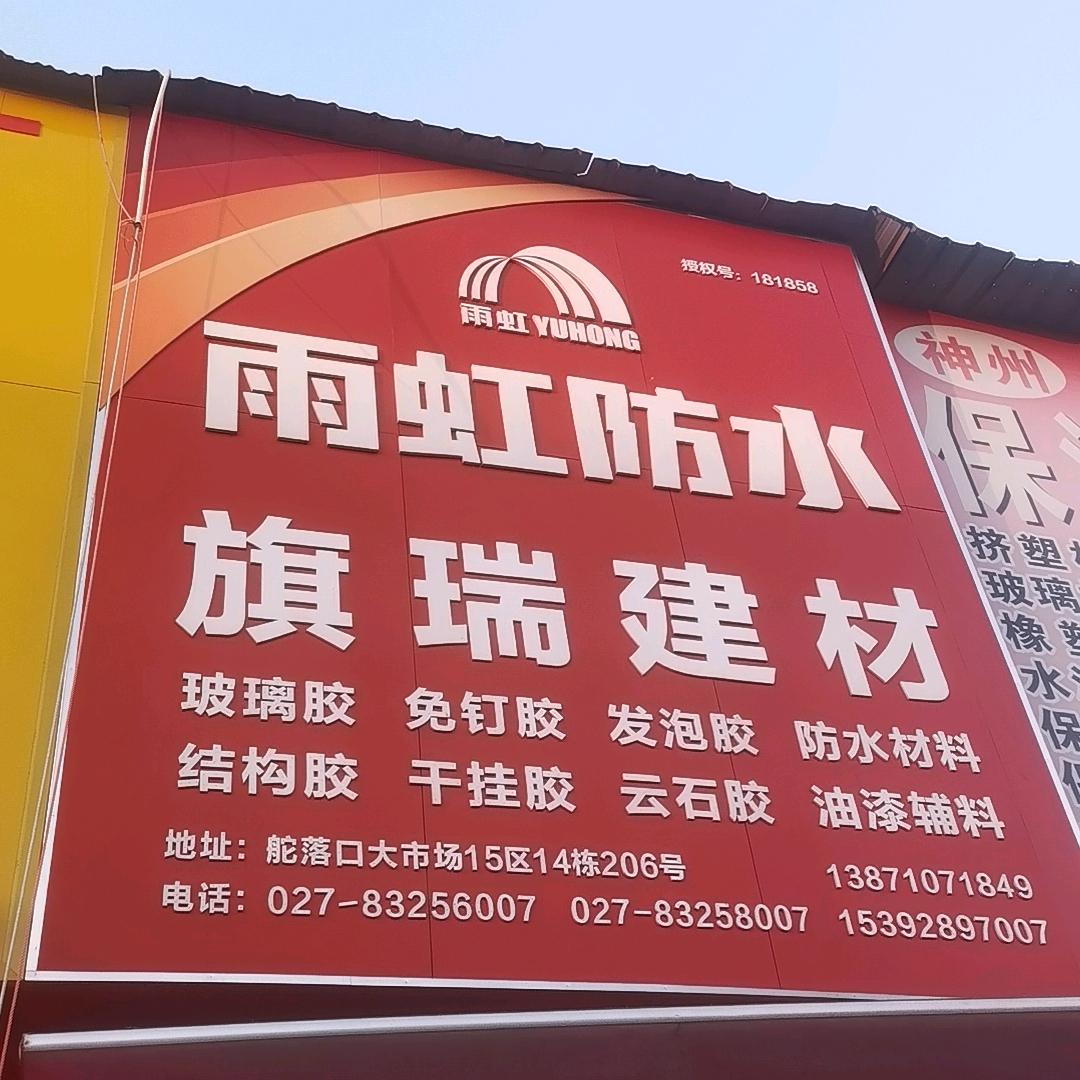 授权号：181858
雨虹 YUHONG
雨虹防水
旗瑞建材
玻璃胶 免钉胶 发泡胶 防水材料
结构胶 干挂胶 云石胶 油漆辅料
地址：舵落口大市场15区14栋206号
13871071849
电话：027-83256007 027-83258007 15392897007
神州
保
挤塑
玻璃
橡塑
水
保